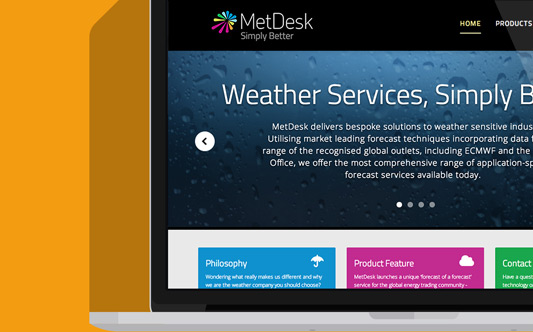 MetDesk
Simply Better
HOME PRODUCTS
Weather Services, Simply B
MetDesk delivers bespoke solutions to weather sensitive indus
Utilising market leading forecast techniques incorporating data f
range of the recognised global outlets, including ECMWF and the
Office, we offer the most comprehensive range of application-sp
forecast services available today.
Philosophy
Wondering what really makes us different and why
we are the weather company you should choose?
Product Feature
MetDesk launches a unique 'forecast of a forecast'
service for the global energy trading community -
Contact
Have a quest
technology o